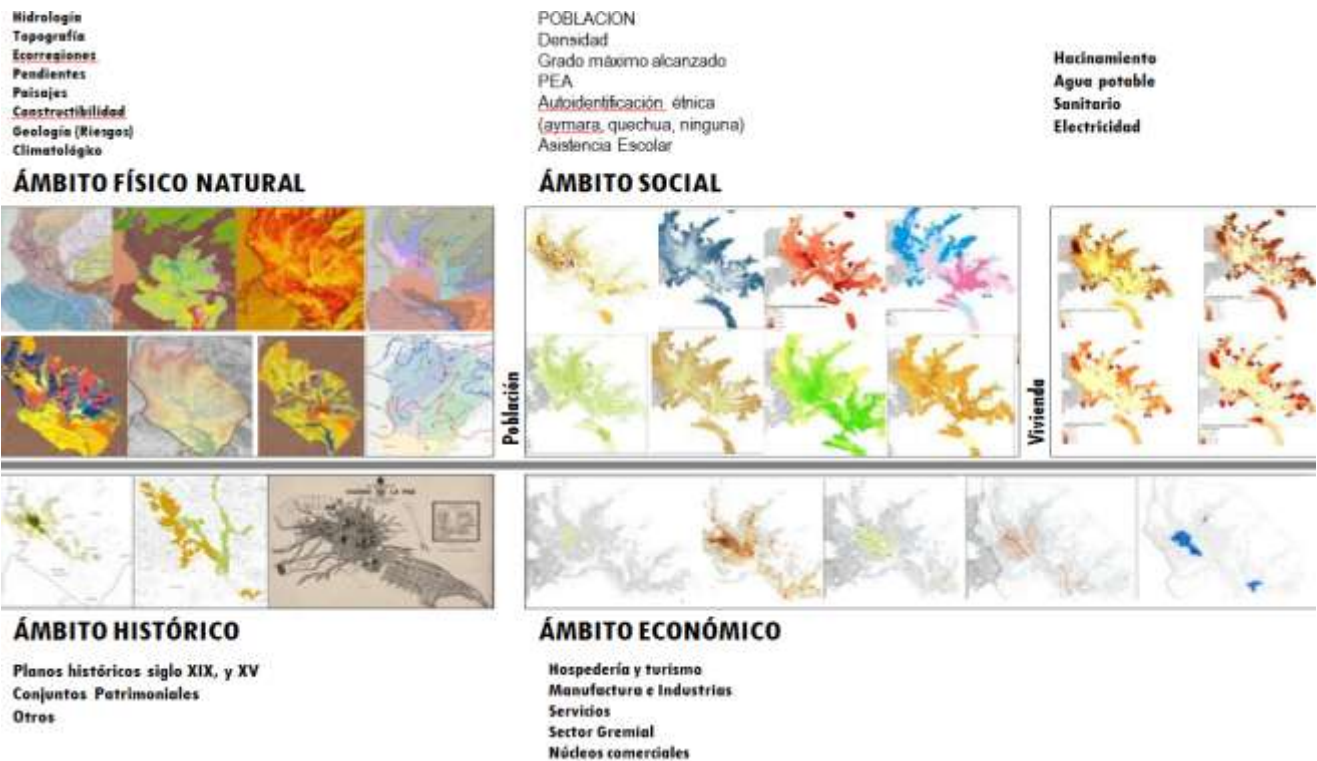 Hidrología
Topografía
Ecorregiones
Pendientes
Paisajes
Constructibilidad
Geología (Riesgos)
Climatológico
ÁMBITO FÍSICO NATURAL
POBLACION
Densidad
Grado máximo alcanzado
PEA
Autoidentificación étnica
(aymara, quechua, ninguna)
Asistencia Escolar
ÁMBITO SOCIAL
Hacinamiento
Agua potable
Sanitario
Electricidad
Población
Vivienda
ÁMBITO HISTÓRICO
Planos históricos siglo XIX, y XV
Conjuntos Patrimoniales
Otros
ÁMBITO ECONÓMICO
Hospedería y turismo
Manufactura e Industrias
Servicios
Sector Gremial
Núcleos comerciales